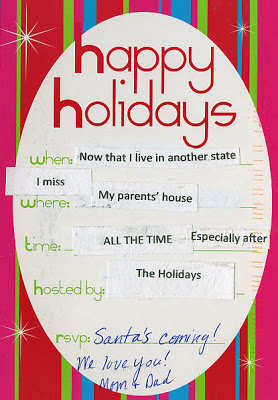 happy
holidays
when: Now that I live in another state
I miss
where: My parents' house
time: ALL THE TIME Especially after
hosted by: The Holidays
rsvp: Santa's coming!
We love you!
Mom + Dad